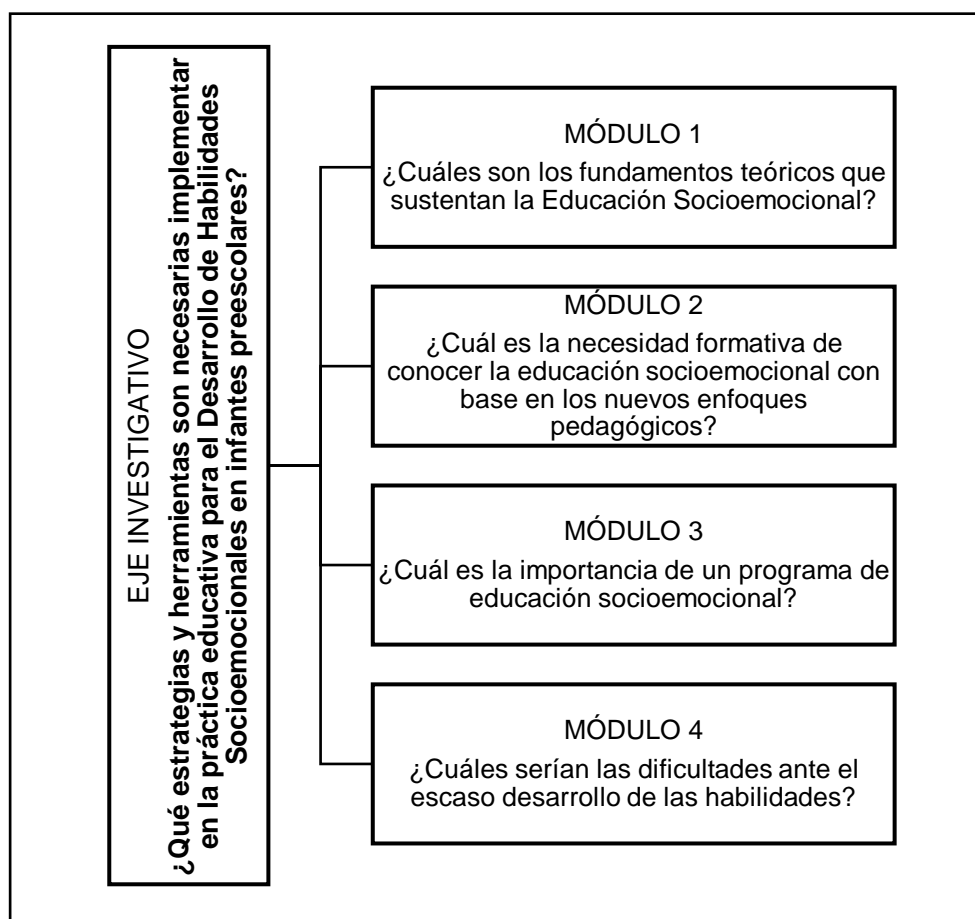 EJE INVESTIGATIVO
¿Qué estrategias y herramientas son necesarias implementar
en la práctica educativa para el Desarrollo de Habilidades
Socioemocionales en infantes preescolares?
MÓDULO 1
¿Cuáles son los fundamentos teóricos que
sustentan la Educación Socioemocional?
MÓDULO 2
¿Cuál es la necesidad formativa de
conocer la educación socioemocional con
base en los nuevos enfoques
pedagógicos?
MÓDULO 3
¿Cuál es la importancia de un programa de
educación socioemocional?
MÓDULO 4
¿Cuáles serían las dificultades ante el
escaso desarrollo de las habilidades?